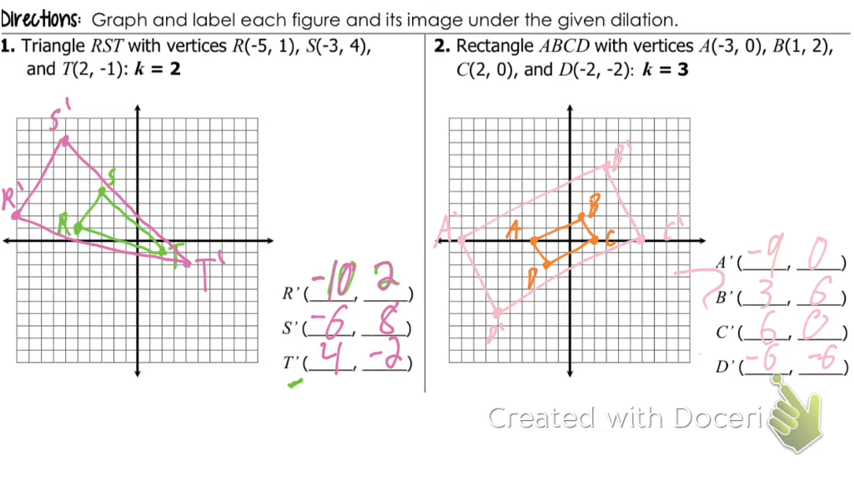 Directions: Graph and label each figure and its image under the given dilation.
1. Triangle RST with vertices R(-5, 1), S(-3, 4),
and T(2, -1): k = 2
S'
S
R'
R
T
T'
R'(-10, 2)
S'(-6, 8)
T'(4, -2)
2. Rectangle ABCD with vertices A(-3, 0), B(1, 2),
C(2, 0), and D(-2, -2): k = 3
B'
B
A'
A
C
C'
D
D'
A'(-9, 0)
B'(3, 6)
C'(6, 0)
D'(-6, -6)
Created with Doceri